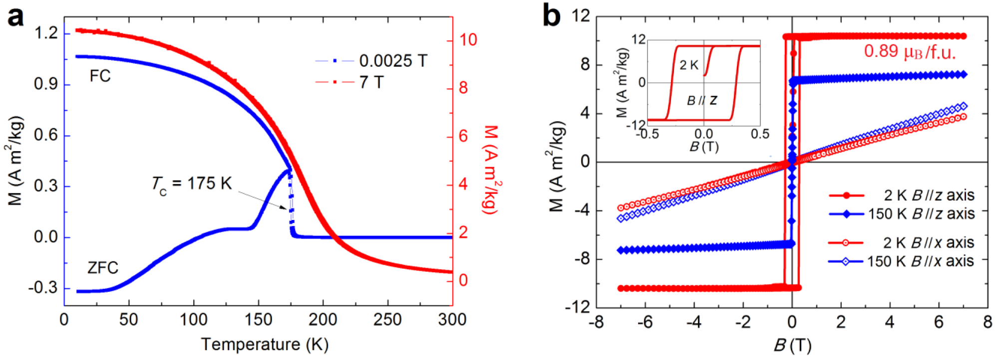 a
1.2
0.9
0.6
0.3
0.0
-0.3
M (A m²/kg)
FC
ZFC
T_C = 175 K
0.0025 T
7 T
10
8
6
4
2
0
M (A m²/kg)
0 50 100 150 200 250 300
Temperature (K)
b
12
8
4
0
-4
-8
-12
M (A m²/kg)
12
0
-12
M (A m²/kg)
2 K
B // z
-0.5 0.0 0.5
B (T)
0.89 μ_B/f.u.
2 K B // z axis
150 K B // z axis
2 K B // x axis
150 K B // x axis
-8 -6 -4 -2 0 2 4 6 8
B (T)